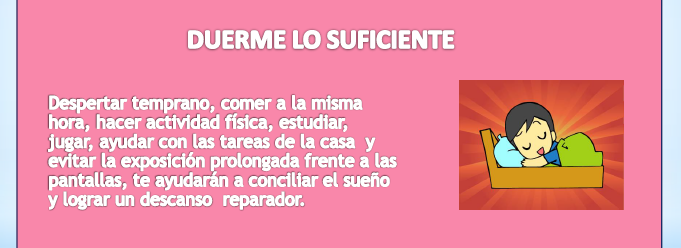 DUERME LO SUFICIENTE
Despertar temprano, comer a la misma
hora, hacer actividad física, estudiar,
jugar, ayudar con las tareas de la casa  y
evitar la exposición prolongada frente a las
pantallas, te ayudarán a conciliar el sueño
y lograr un descanso  reparador.